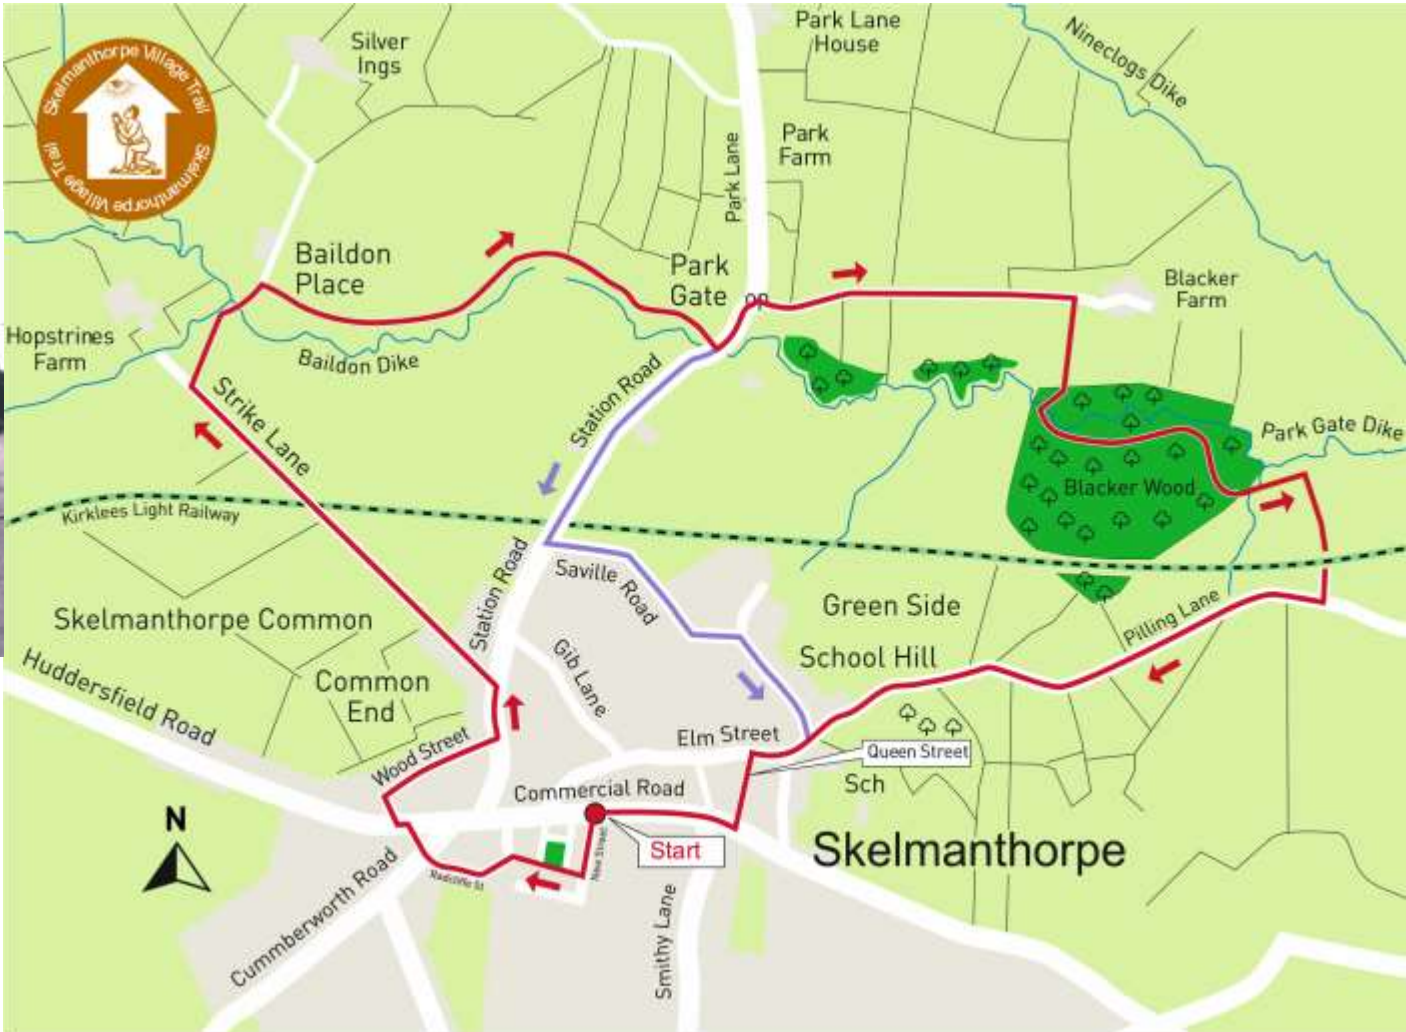 Skelmanthorpe Village Trail
Skelmanthorpe Village Trail
Silver
Ings
Park Lane
House
Nineclogs Dike
Park Lane
Park
Farm
Baildon
Place
Park
Gate
Blacker
Farm
Hopstrines
Farm
Baildon Dike
Station Road
Strike Lane
Park Gate Dike
Blacker Wood
Kirklees Light Railway
Station Road
Saville Road
Green Side
Pilling Lane
Skelmanthorpe Common
School Hill
Huddersfield Road
Gib Lane
Common
End
Wood Street
Elm Street
Queen Street
Sch
Commercial Road
N
Start
New Street
Skelmanthorpe
Radcliffe St
Cummberworth Road
Smithy Lane